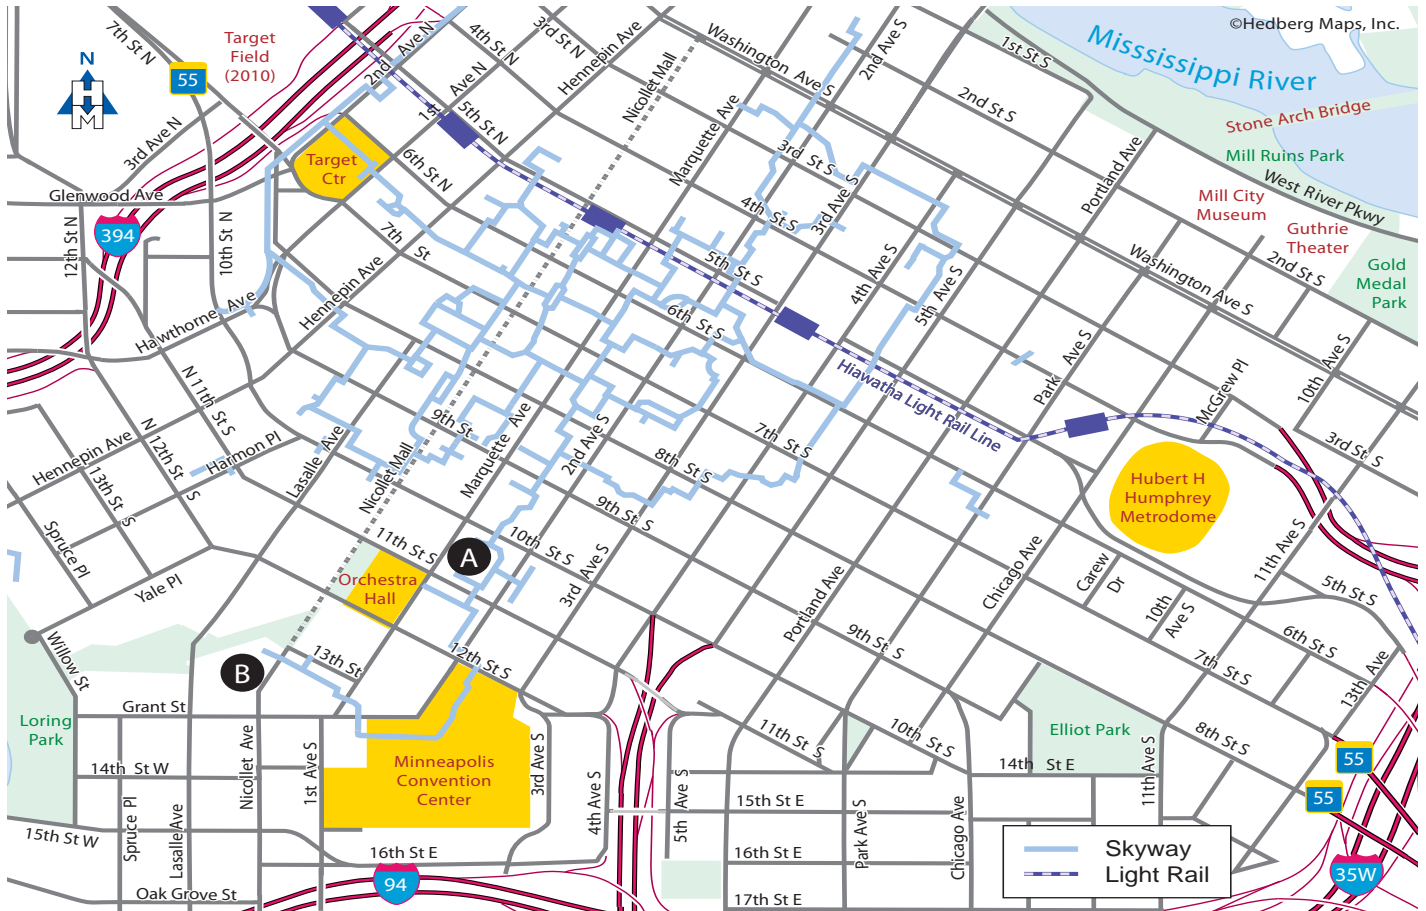 ©Hedberg Maps, Inc.
7th St N
Target
Field
(2010)
55
N
H
M
2nd Ave N
4th St N
3rd St N
Hennepin Ave
Nicollet Mall
Washington Ave S
2nd Ave S
1st St S
Misssissippi River
Stone Arch Bridge
Mill Ruins Park
West River Pkwy
Mill City
Museum
Guthrie
Theater
Gold
Medal
Park
2nd St S
Portland Ave
3rd Ave N
1st Ave N
5th St N
Target
Ctr
6th St N
Marquette Ave
3rd St S
3rd Ave S
4th St S
Glenwood Ave
394
12th St N
10th St N
7th St
Hennepin Ave
5th St S
4th Ave S
5th Ave S
Washington Ave S
2nd St S
Hawthorne Ave
6th St S
Hiawatha Light Rail Line
Park Ave S
McGrew Pl
10th Ave S
3rd St S
N 11th St S
N 12th St S
Harmon Pl
Hennepin Ave
13th St S
Spruce Pl
Yale Pl
Lasalle Ave
Nicollet Mall
9th St
Marquette Ave
2nd Ave S
7th St S
8th St S
9th St S
10th St S
11th St S
A
Orchestra
Hall
3rd Ave S
Hubert H
Humphrey
Metrodome
11th Ave S
5th St S
Chicago Ave
Carew Dr
10th Ave S
6th St S
7th St S
13th Ave
Portland Ave
9th St S
Willow St
B
13th St
12th St S
Loring
Park
Grant St
Nicollet Ave
1st Ave S
Minneapolis
Convention
Center
3rd Ave S
4th Ave S
5th Ave S
11th St S
10th St S
Elliot Park
8th St S
14th St W
14th St E
11th Ave S
55
55
Spruce Pl
Lasalle Ave
15th St W
15th St E
Park Ave S
Chicago Ave
16th St E
16th St E
94
Oak Grove St
17th St E
Skyway
Light Rail
35W